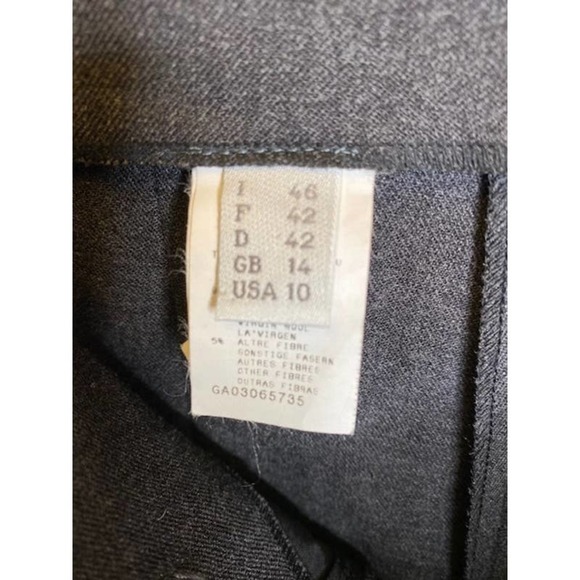 I 46
F 42
D 42
GB 14
USA 10
VIRGIN WOOL
LA'VIRGEN
5% ALTRE FIBRE
SONSTIGE FASERN
AUTRES FIBRES
OTHER FIBRES
OUTRAS FIBRAS
GA03065735